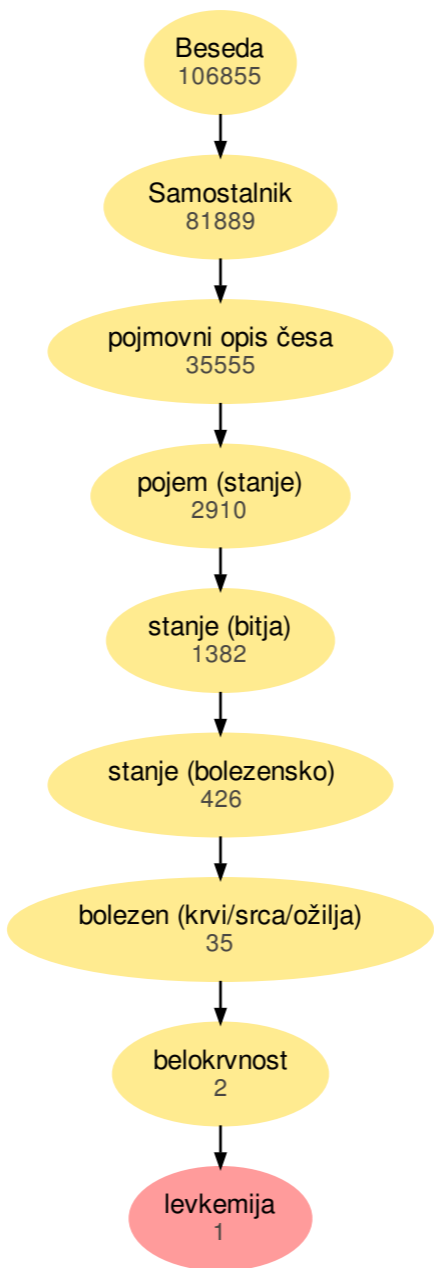 Beseda
106855
Samostalnik
81889
pojmovni opis česa
35555
pojem (stanje)
2910
stanje (bitja)
1382
stanje (bolezensko)
426
bolezen (krvi/srca/ožilja)
35
belokrvnost
2
levkemija
1